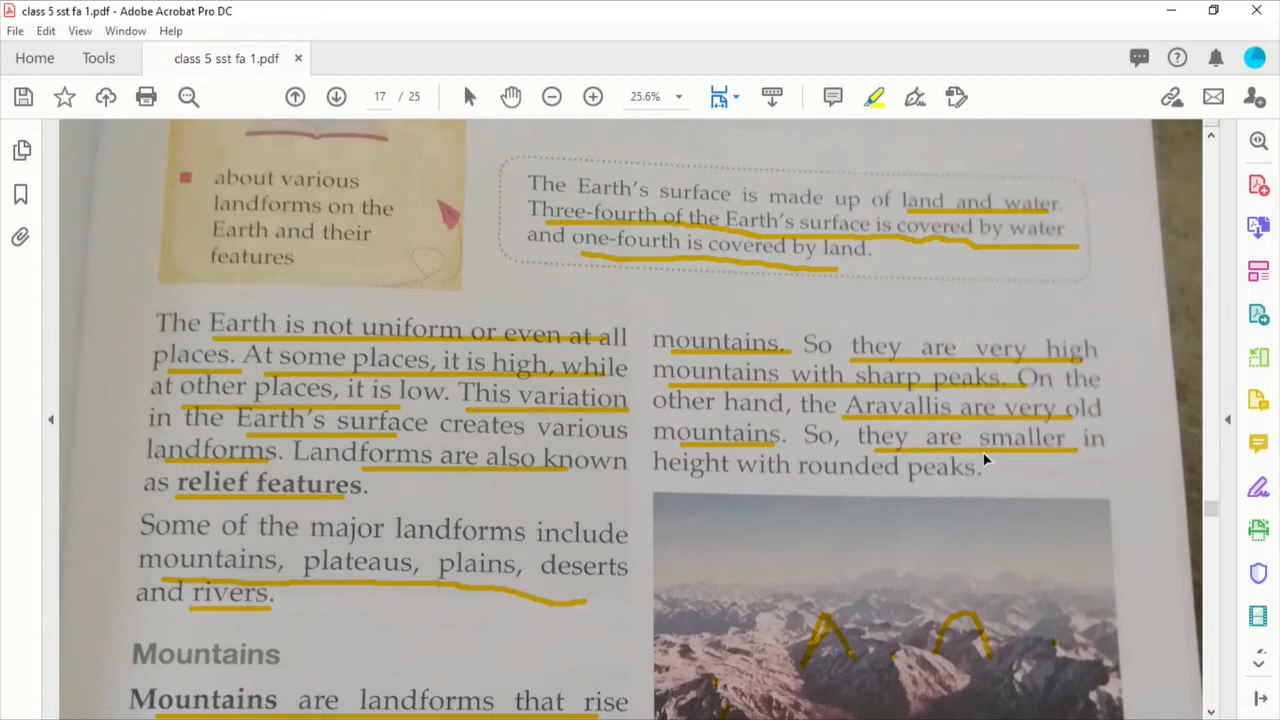 class 5 sst fa 1.pdf - Adobe Acrobat Pro DC
File Edit View Window Help
Home Tools class 5 sst fa 1.pdf ×
17 / 25 25.6%
about various
landforms on the
Earth and their
features
The Earth's surface is made up of land and water.
Three-fourth of the Earth's surface is covered by water
and one-fourth is covered by land.
The Earth is not uniform or even at all
places. At some places, it is high, while
at other places, it is low. This variation
in the Earth's surface creates various
landforms. Landforms are also known
as relief features.
Some of the major landforms include
mountains, plateaus, plains, deserts
and rivers.
Mountains
Mountains are landforms that rise
mountains. So they are very high
mountains with sharp peaks. On the
other hand, the Aravallis are very old
mountains. So, they are smaller in
height with rounded peaks.